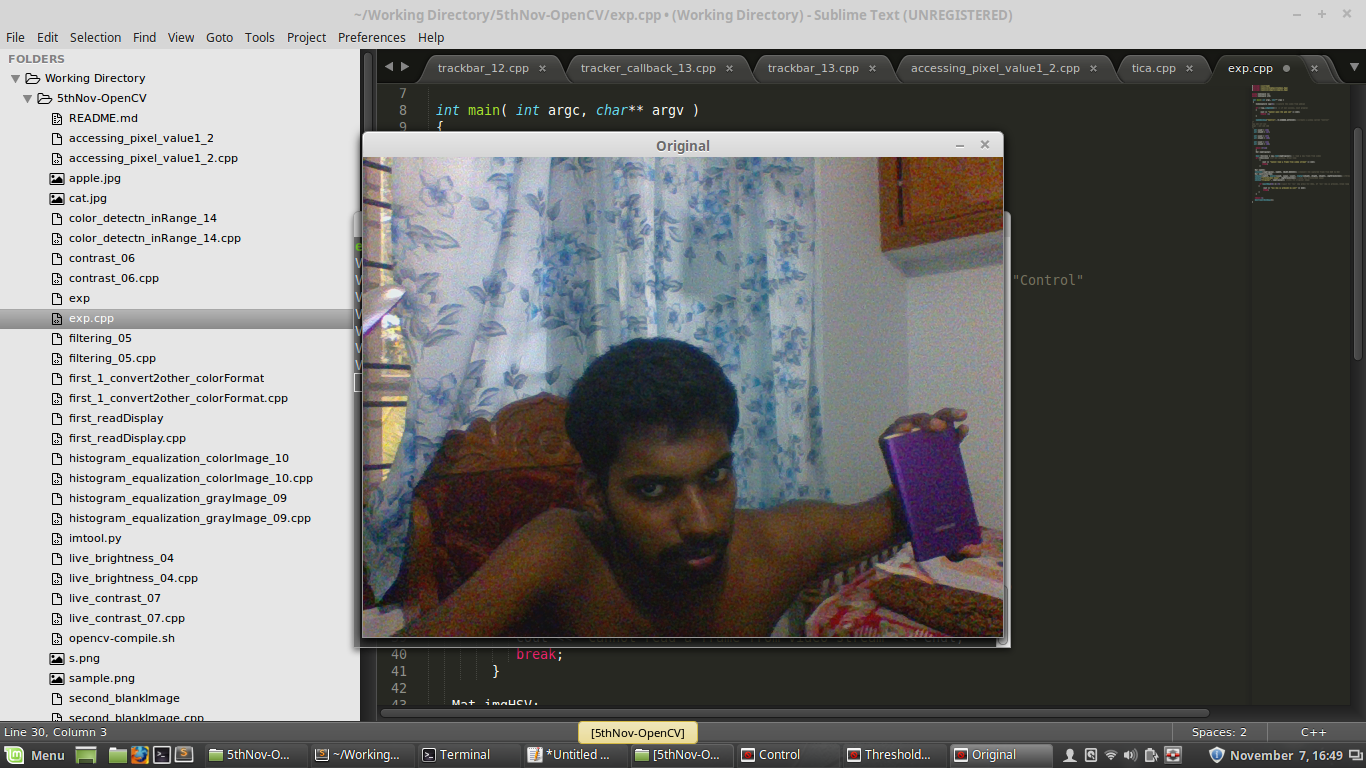 ~/Working Directory/5thNov-OpenCV/exp.cpp • (Working Directory) - Sublime Text (UNREGISTERED)
File Edit Selection Find View Goto Tools Project Preferences Help
FOLDERS
Working Directory
5thNov-OpenCV
README.md
accessing_pixel_value1_2
accessing_pixel_value1_2.cpp
apple.jpg
cat.jpg
color_detectn_inRange_14
color_detectn_inRange_14.cpp
contrast_06
contrast_06.cpp
exp
exp.cpp
filtering_05
filtering_05.cpp
first_1_convert2other_colorFormat
first_1_convert2other_colorFormat.cpp
first_readDisplay
first_readDisplay.cpp
histogram_equalization_colorImage_10
histogram_equalization_colorImage_10.cpp
histogram_equalization_grayImage_09
histogram_equalization_grayImage_09.cpp
imtool.py
live_brightness_04
live_brightness_04.cpp
live_contrast_07
live_contrast_07.cpp
opencv-compile.sh
s.png
sample.png
second_blankImage
second_blankImage.cpp
trackbar_12.cpp tracker_callback_13.cpp trackbar_13.cpp accessing_pixel_value1_2.cpp tica.cpp exp.cpp
7
8 int main( int argc, char** argv )
9 {
Original
"Control"
40 break;
41 }
42
43 Mat imgHSV;
Line 30, Column 3
[5thNov-OpenCV]
Spaces: 2 C++
Menu 5thNov-O... ~/Working... Terminal *Untitled ... [5thNov-O... Control Threshold... Original November 7, 16:49